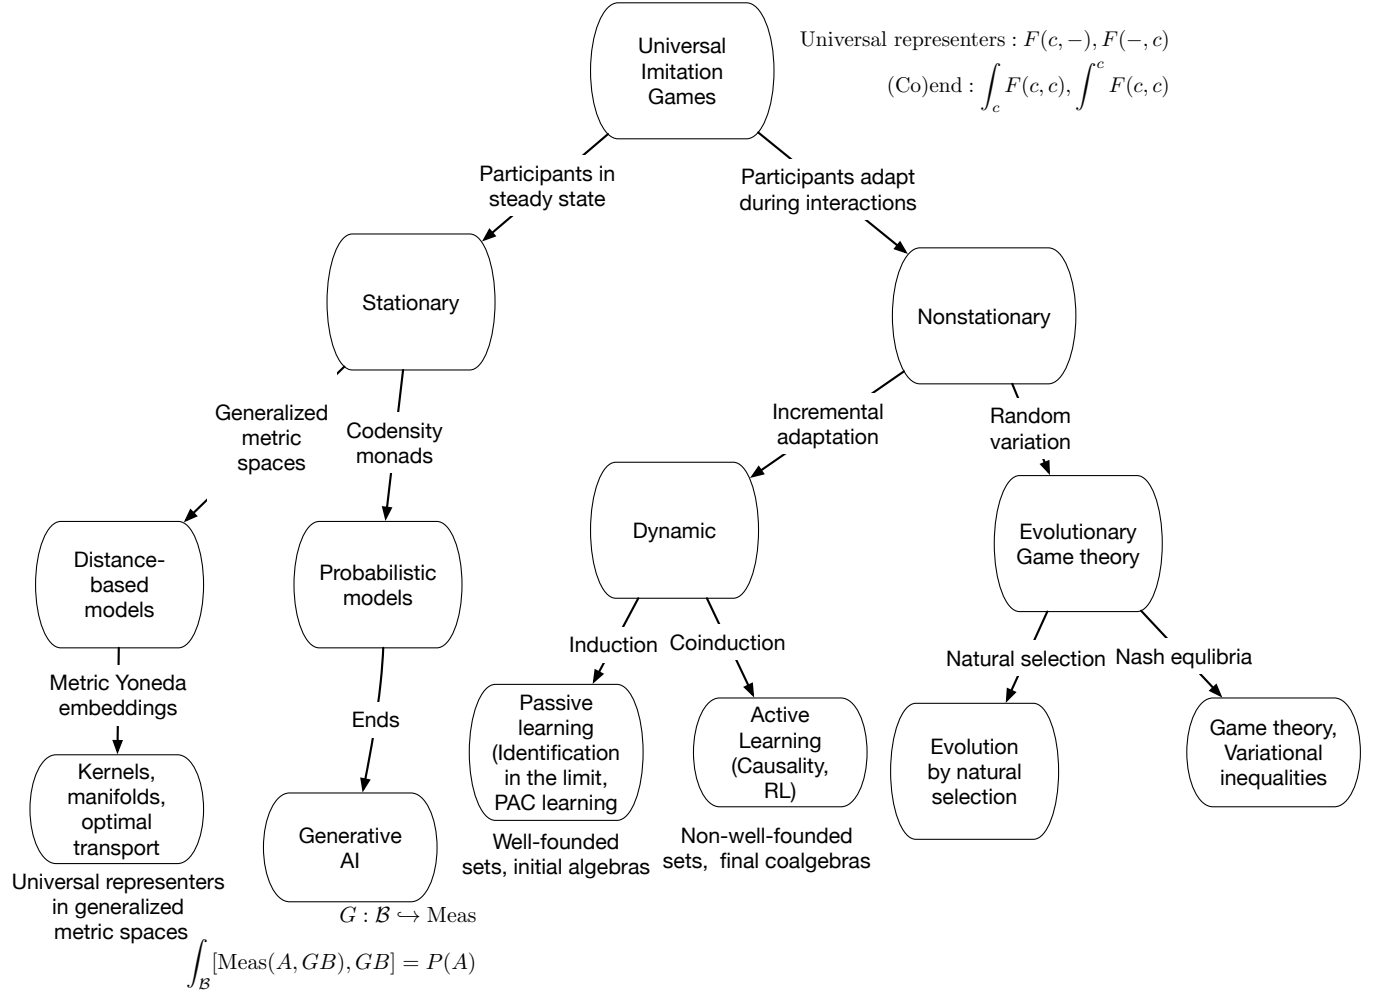 Universal
Imitation
Games
Universal representers : F(c, −), F(−, c)
(Co)end : ∫_c F(c, c), ∫^c F(c, c)
Participants in
steady state
Participants adapt
during interactions
Stationary
Nonstationary
Generalized
metric
spaces
Codensity
monads
Incremental
adaptation
Random
variation
Distance-
based
models
Probabilistic
models
Dynamic
Evolutionary
Game theory
Metric Yoneda
embeddings
Ends
Induction
Coinduction
Natural selection
Nash equlibria
Kernels,
manifolds,
optimal
transport
Universal representers
in generalized
metric spaces
Generative
AI
G : ℬ ↪ Meas
∫_ℬ [Meas(A, GB), GB] = P(A)
Passive
learning
(Identification
in the limit,
PAC learning
Well-founded
sets, initial algebras
Active
Learning
(Causality,
RL)
Non-well-founded
sets, final coalgebras
Evolution
by natural
selection
Game theory,
Variational
inequalities